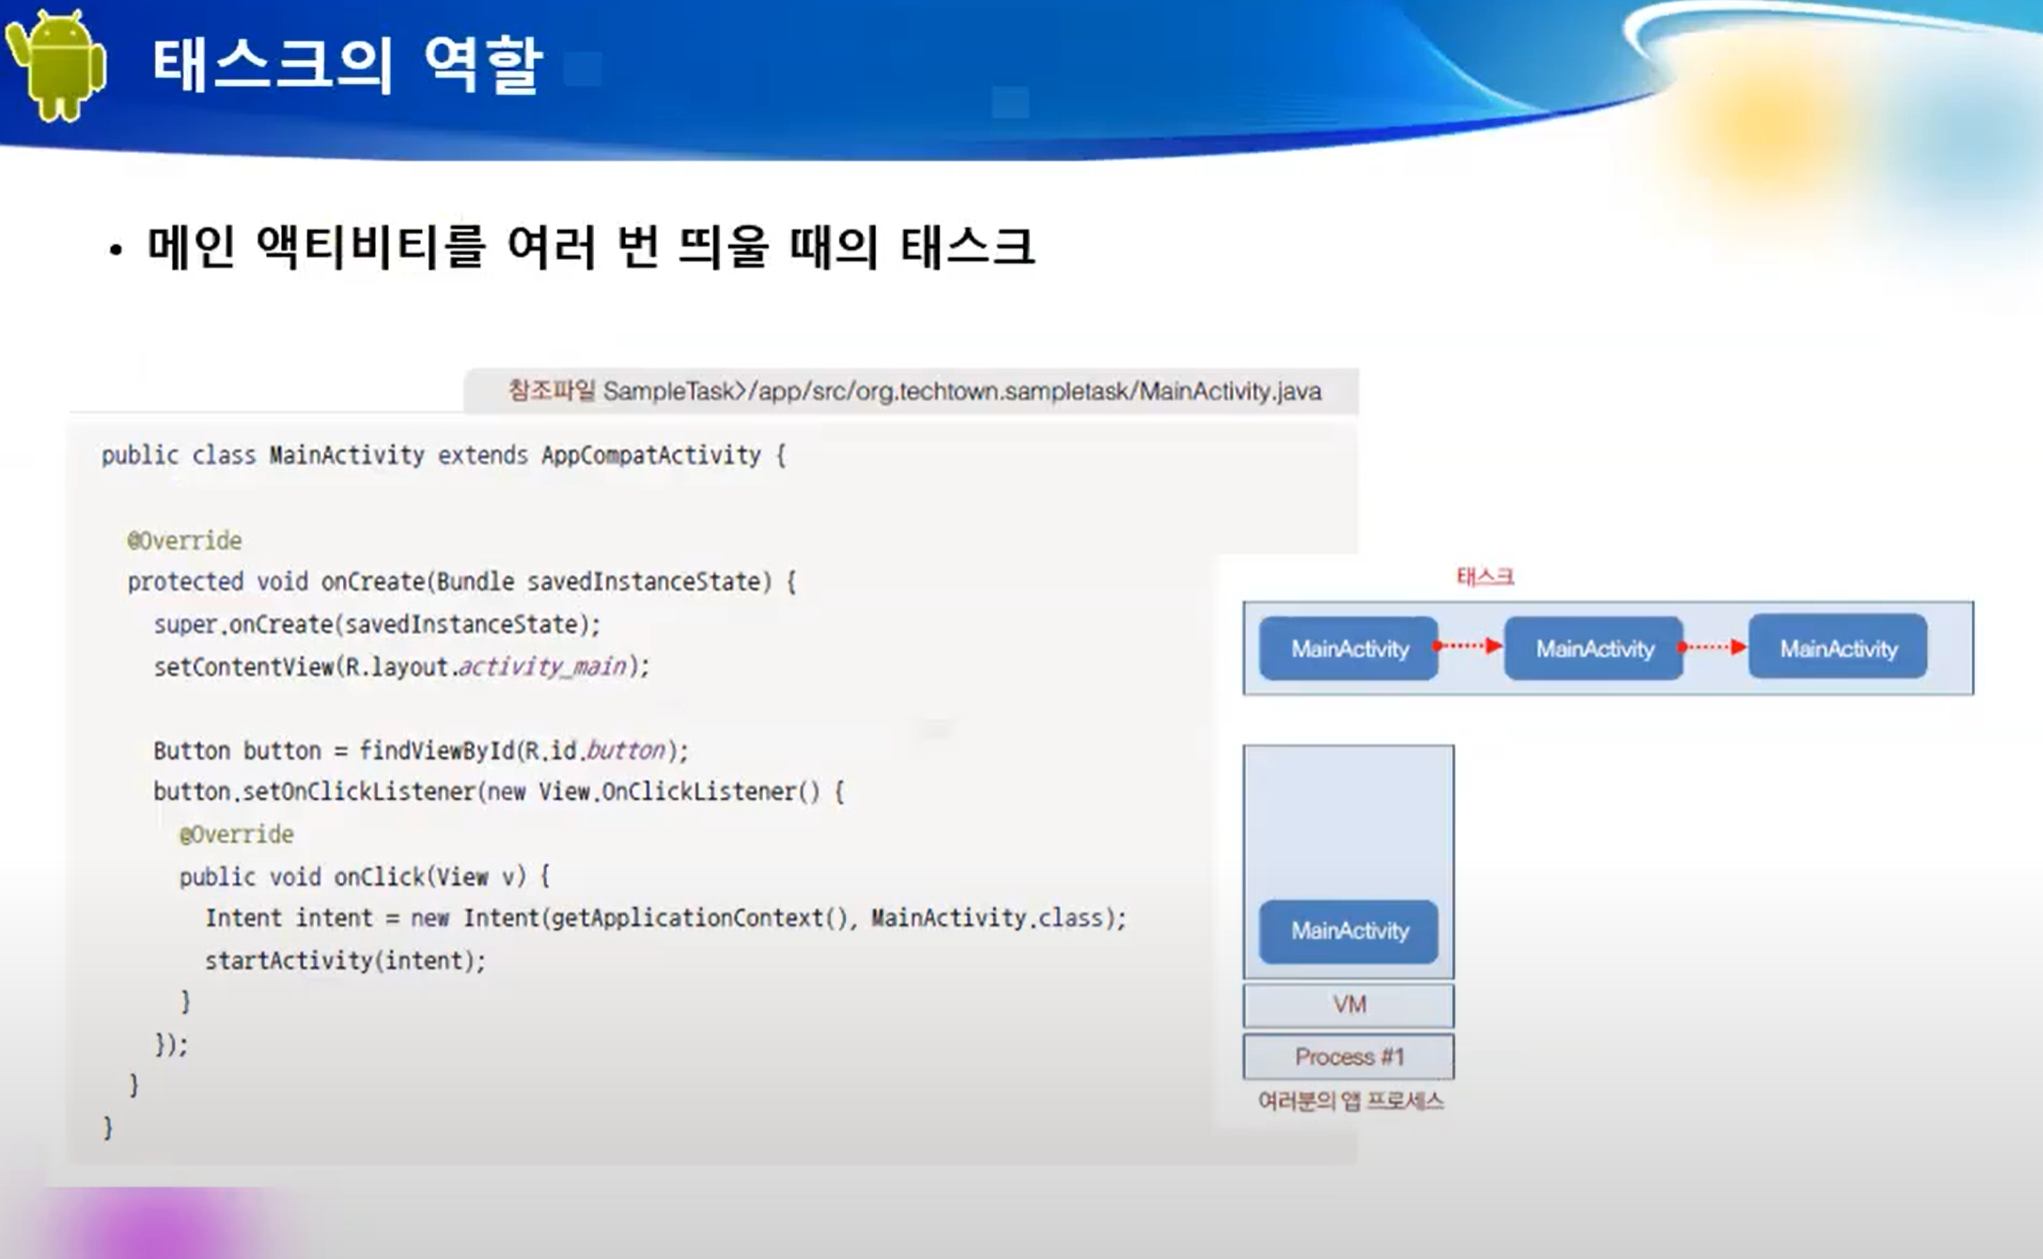 태스크의 역할
• 메인 액티비티를 여러 번 띄울 때의 태스크
참조파일 SampleTask>/app/src/org.techtown.sampletask/MainActivity.java
public class MainActivity extends AppCompatActivity {
@Override
protected void onCreate(Bundle savedInstanceState) {
super.onCreate(savedInstanceState);
setContentView(R.layout.activity_main);
Button button = findViewById(R.id.button);
button.setOnClickListener(new View.OnClickListener() {
@Override
public void onClick(View v) {
Intent intent = new Intent(getApplicationContext(), MainActivity.class);
startActivity(intent);
}
});
}
}
태스크
MainActivity
MainActivity
MainActivity
MainActivity
VM
Process #1
여러분의 앱 프로세스